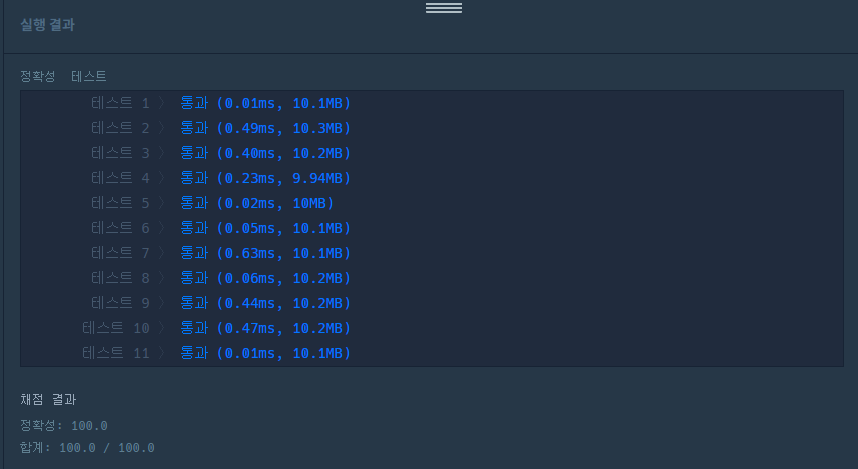 실행 결과
정확성 테스트
테스트 1 〉 통과 (0.01ms, 10.1MB)
테스트 2 〉 통과 (0.49ms, 10.3MB)
테스트 3 〉 통과 (0.40ms, 10.2MB)
테스트 4 〉 통과 (0.23ms, 9.94MB)
테스트 5 〉 통과 (0.02ms, 10MB)
테스트 6 〉 통과 (0.05ms, 10.1MB)
테스트 7 〉 통과 (0.63ms, 10.1MB)
테스트 8 〉 통과 (0.06ms, 10.2MB)
테스트 9 〉 통과 (0.44ms, 10.2MB)
테스트 10 〉 통과 (0.47ms, 10.2MB)
테스트 11 〉 통과 (0.01ms, 10.1MB)
채점 결과
정확성: 100.0
합계: 100.0 / 100.0